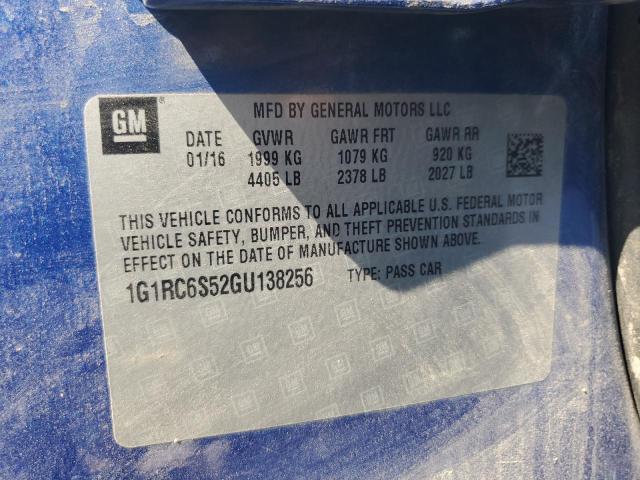 GM ® MFD BY GENERAL MOTORS LLC
DATE GVWR GAWR FRT GAWR RR
01/16 1999 KG 1079 KG 920 KG
4405 LB 2378 LB 2027 LB
THIS VEHICLE CONFORMS TO ALL APPLICABLE U.S. FEDERAL MOTOR
VEHICLE SAFETY, BUMPER, AND THEFT PREVENTION STANDARDS IN
EFFECT ON THE DATE OF MANUFACTURE SHOWN ABOVE.
1G1RC6S52GU138256 TYPE: PASS CAR